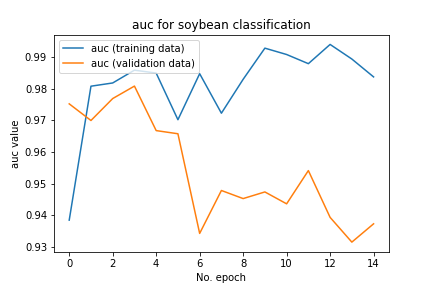 auc for soybean classification
auc (training data)
auc (validation data)
auc value
0.99
0.98
0.97
0.96
0.95
0.94
0.93
0 2 4 6 8 10 12 14
No. epoch